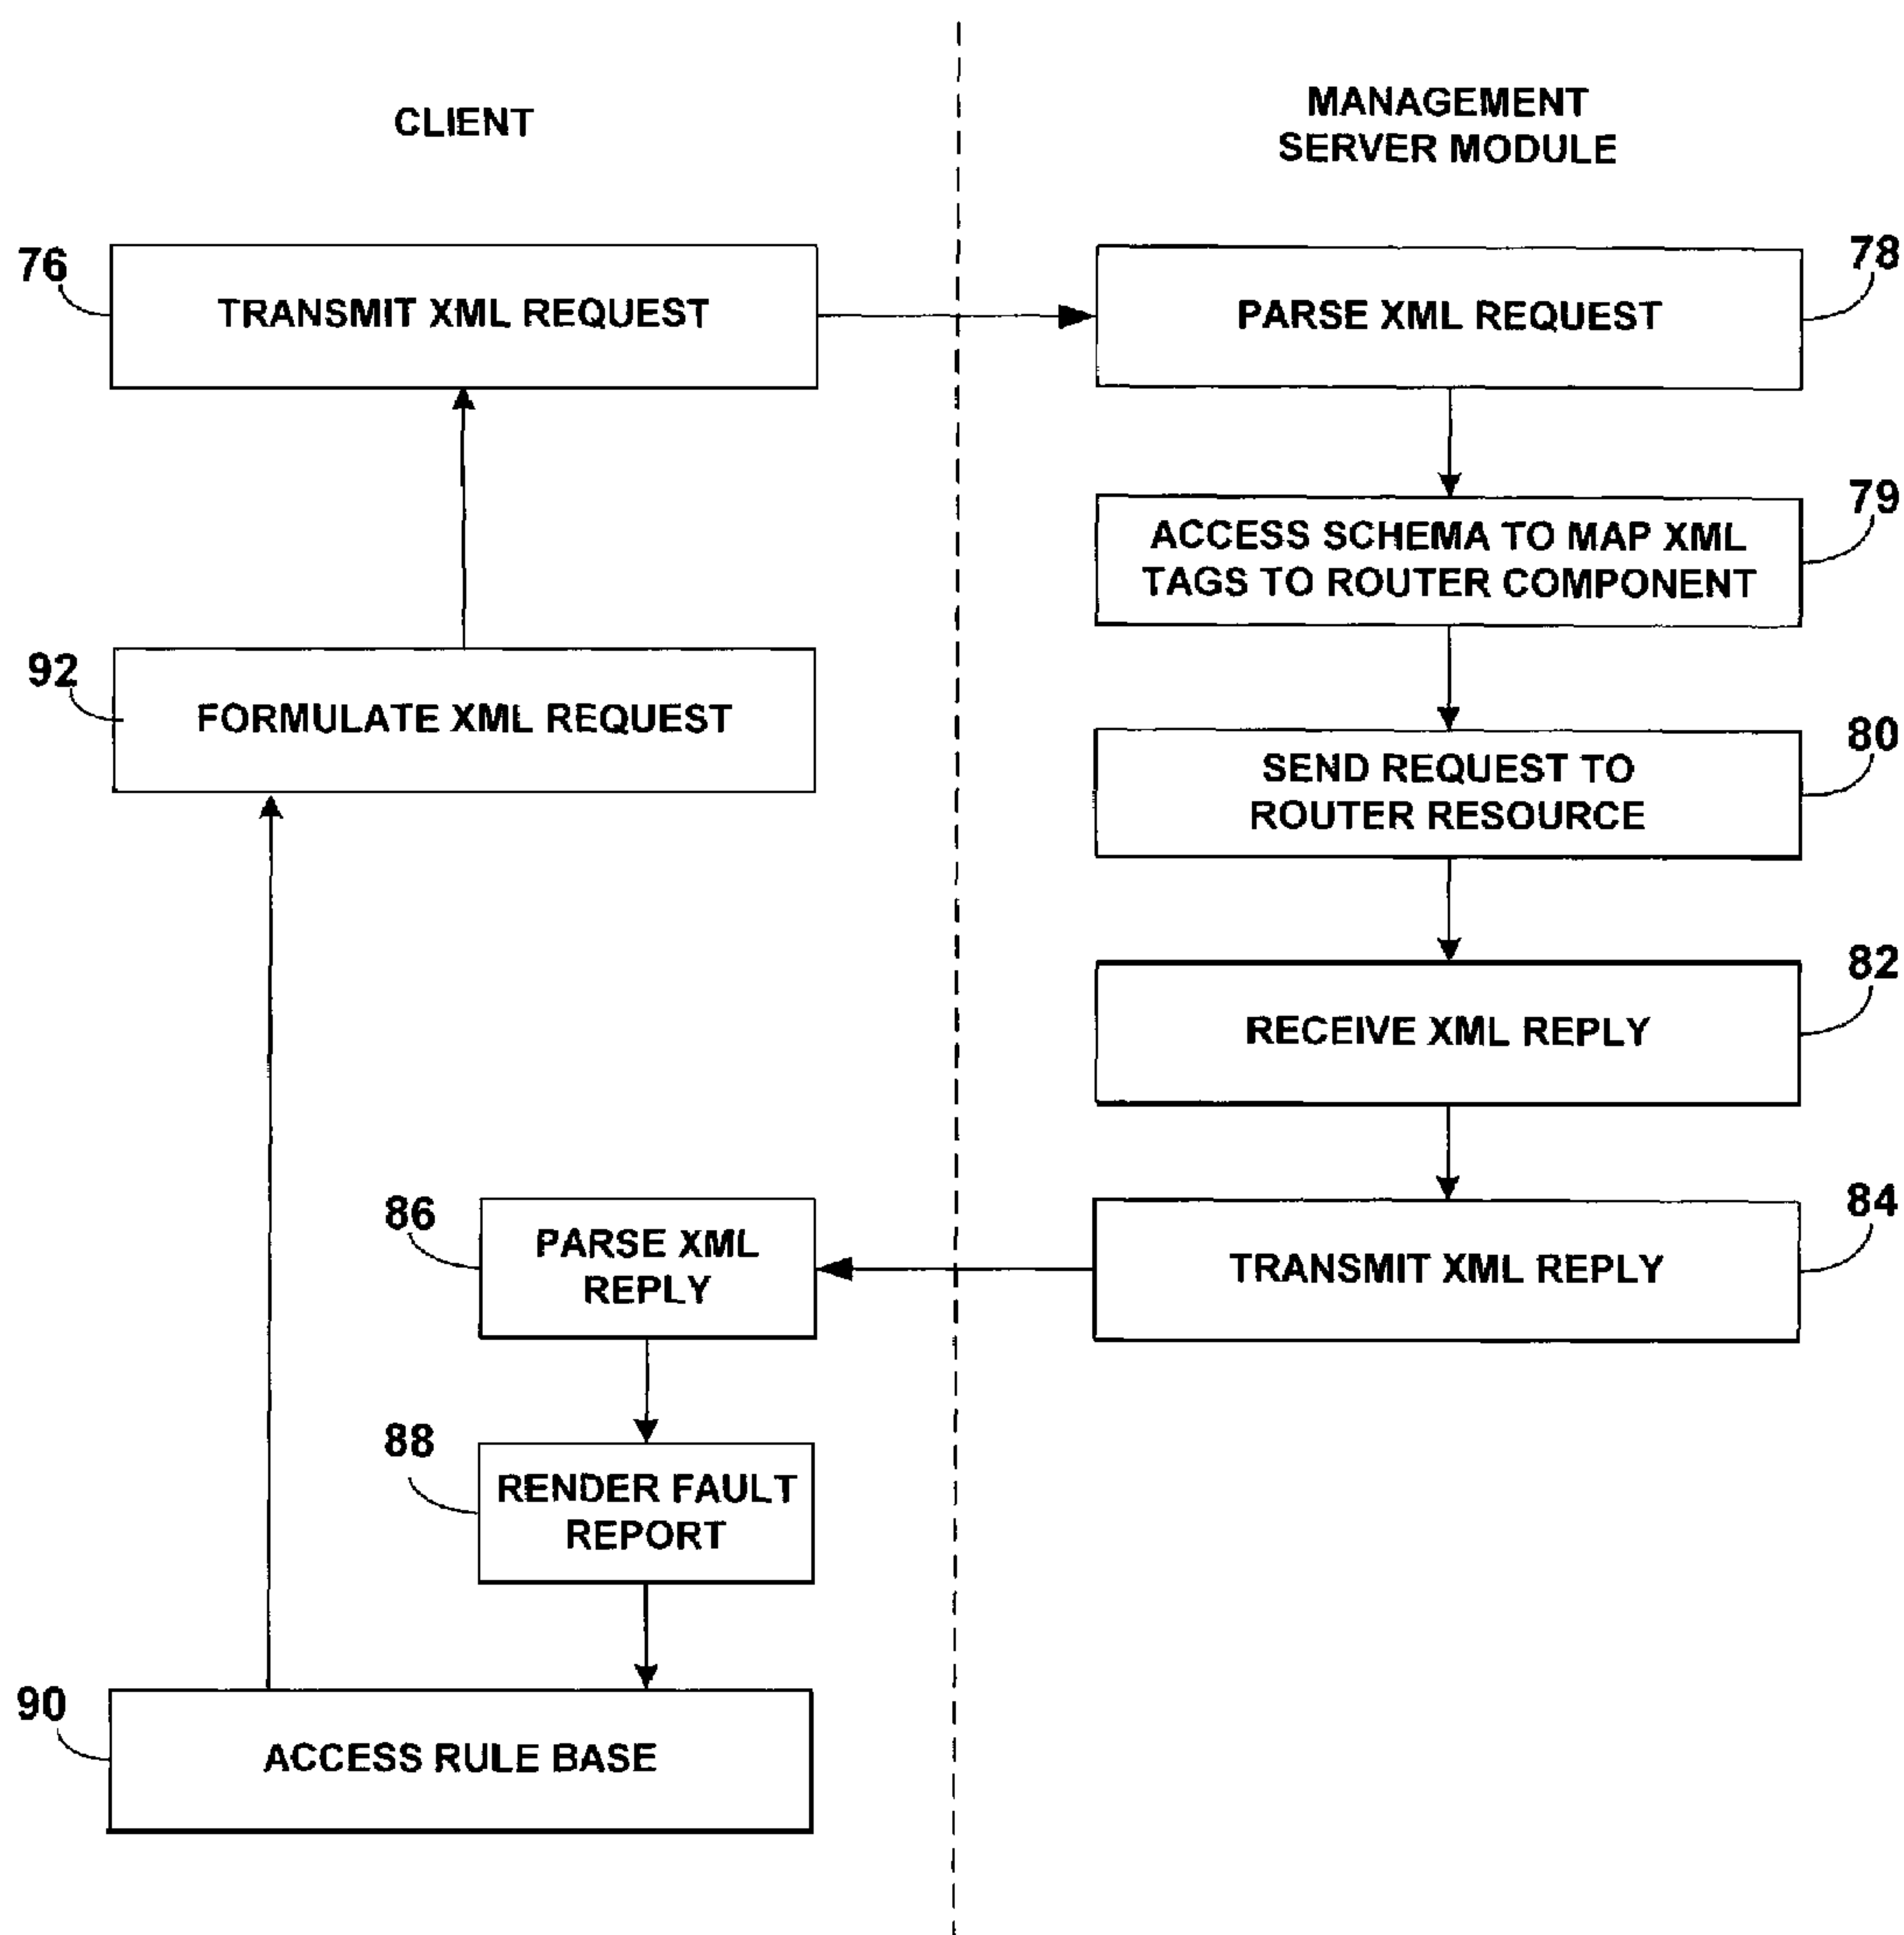 CLIENT
MANAGEMENT
SERVER MODULE
76
TRANSMIT XML REQUEST
78
PARSE XML REQUEST
79
ACCESS SCHEMA TO MAP XML
TAGS TO ROUTER COMPONENT
92
FORMULATE XML REQUEST
80
SEND REQUEST TO
ROUTER RESOURCE
82
RECEIVE XML REPLY
84
TRANSMIT XML REPLY
86
PARSE XML
REPLY
88
RENDER FAULT
REPORT
90
ACCESS RULE BASE